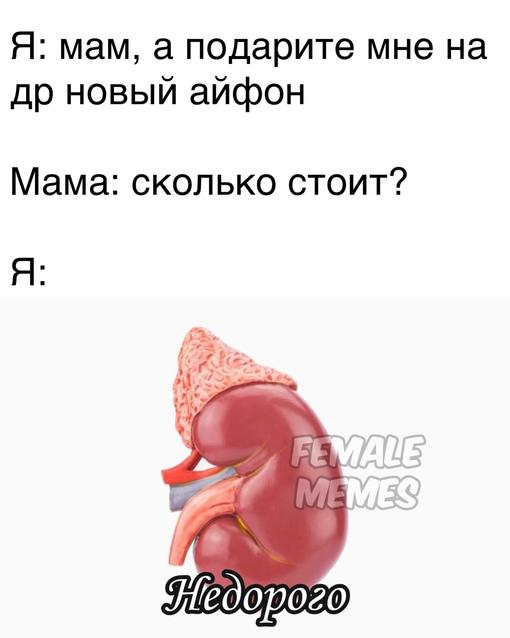 Я: мам, а подарите мне на
др новый айфон
Мама: сколько стоит?
Я:
FEMALE
MEMES
Недорого